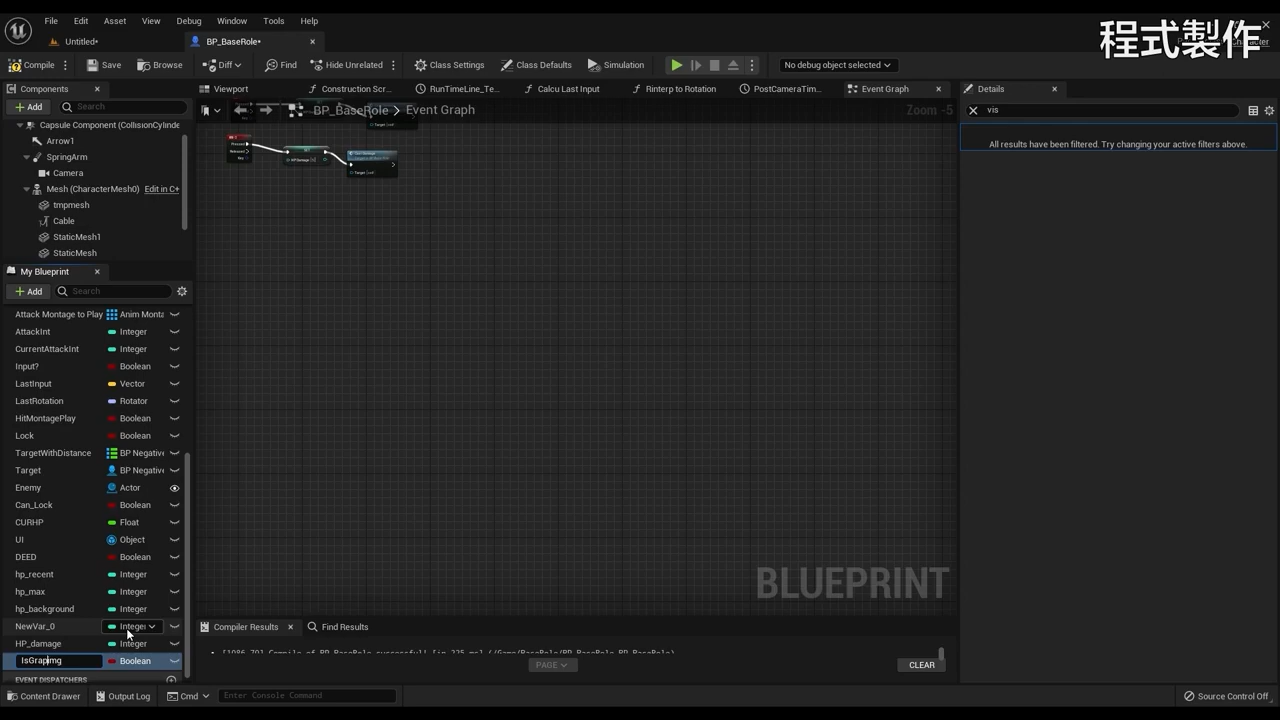 File Edit Asset View Debug Window Tools Help
程式製作
Untitled•
BP_BaseRole•
Compile Save Browse Diff Find Hide Unrelated Class Settings Class Defaults Simulation No debug object selected
Components
Viewport Construction Scr... RunTimeLine_Te... Calcu Last Input Rinterp to Rotation PostCameraTim... Event Graph Details
Add Search
BP_BaseRole > Event Graph
Zoom -5
vis
Capsule Component (CollisionCylinde
Arrow1
SpringArm
Camera
Mesh (CharacterMesh0) Edit in C+
tmpmesh
Cable
StaticMesh1
StaticMesh
All results have been filtered. Try changing your active filters above.
My Blueprint
Add Search
Attack Montage to Play Anim Monta
AttackInt Integer
CurrentAttackInt Integer
Input? Boolean
LastInput Vector
LastRotation Rotator
HitMontagePlay Boolean
Lock Boolean
TargetWithDistance BP Negative
Target BP Negative
Enemy Actor
Can_Lock Boolean
CURHP Float
UI Object
DEED Boolean
hp_recent Integer
hp_max Integer
hp_background Integer
NewVar_0 Integer
HP_damage Integer
IsGrapimg Boolean
EVENT DISPATCHERS
BLUEPRINT
Compiler Results Find Results
PAGE
CLEAR
Content Drawer Output Log Cmd Enter Console Command Source Control Off